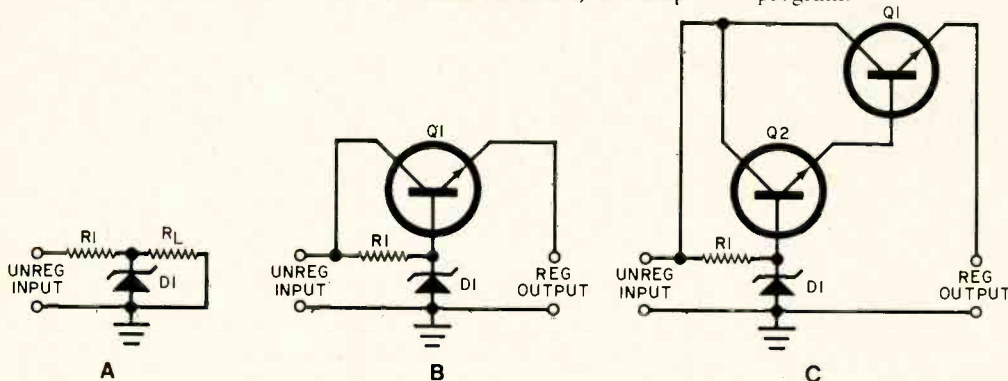 Q1
Q2
R1
UNREG INPUT
D1
REG OUTPUT
C
Q1
R1
UNREG INPUT
D1
REG OUTPUT
B
R1
RL
UNREG INPUT
D1
A